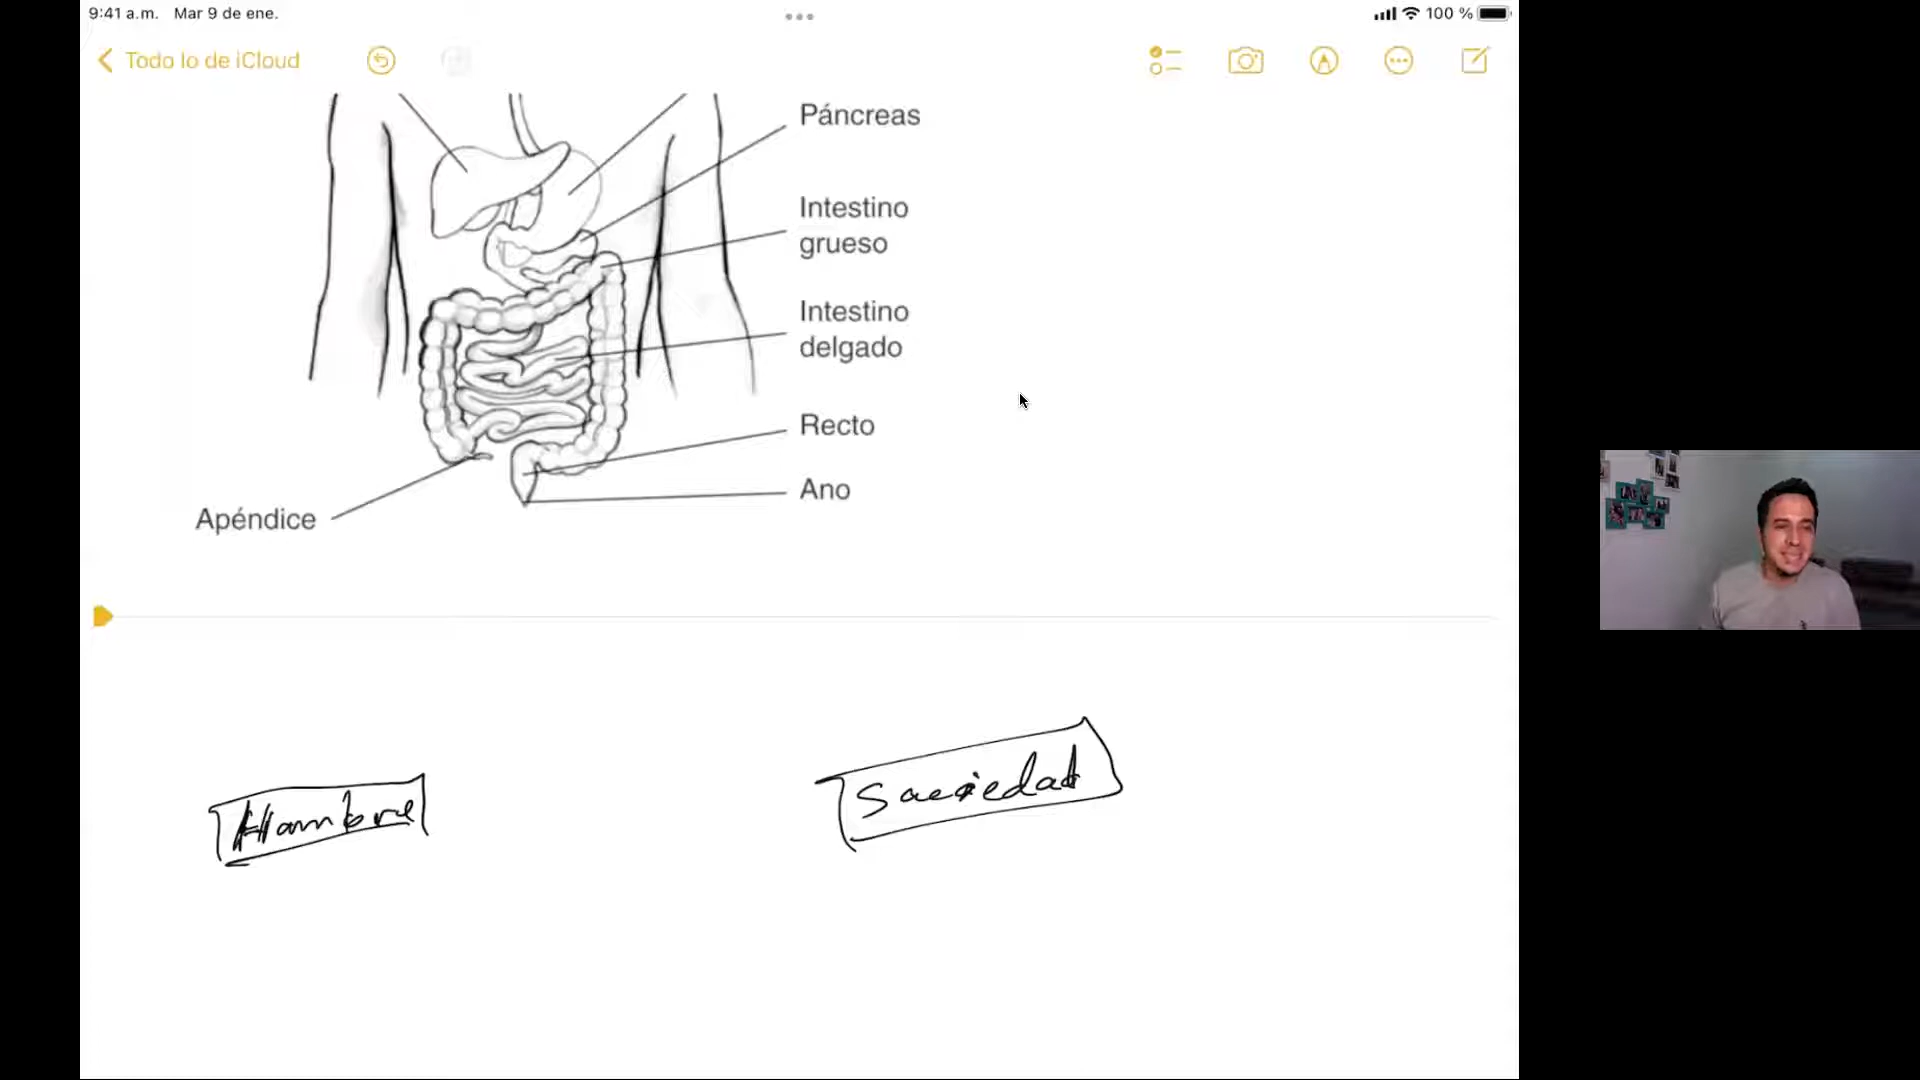 9:41 a.m. Mar 9 de ene.
100 %
Todo lo de iCloud
Páncreas
Intestino
grueso
Intestino
delgado
Recto
Ano
Apéndice
Hambre
Saciedad